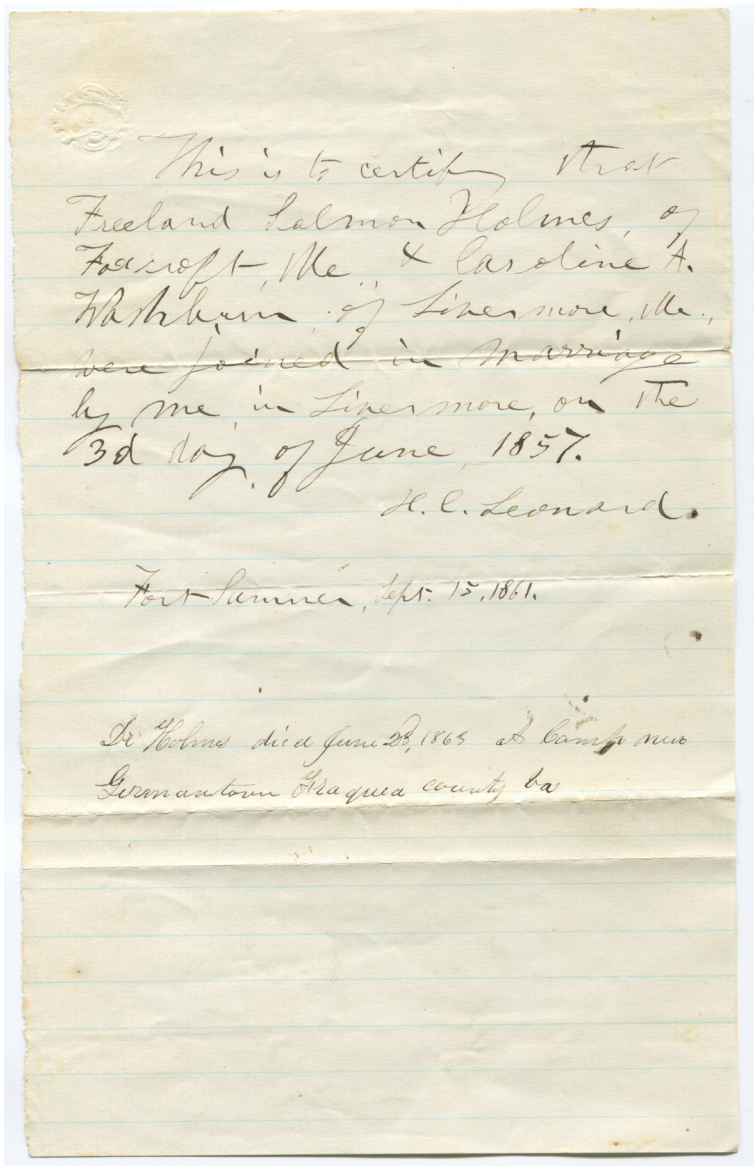 This is to certify that
Freeland Salmon Holmes, of
Foxcroft, Me & Caroline A.
Washburn, of Livermore, Me.,
were joined in marriage
by me, in Livermore, on the
3d day of June, 1857.
H. C. Leonard.
Fort Sumner, Sept. 15, 1861.
Dr Holmes died June 23, 1863 at Camp near
Germantown Fraquea county Va